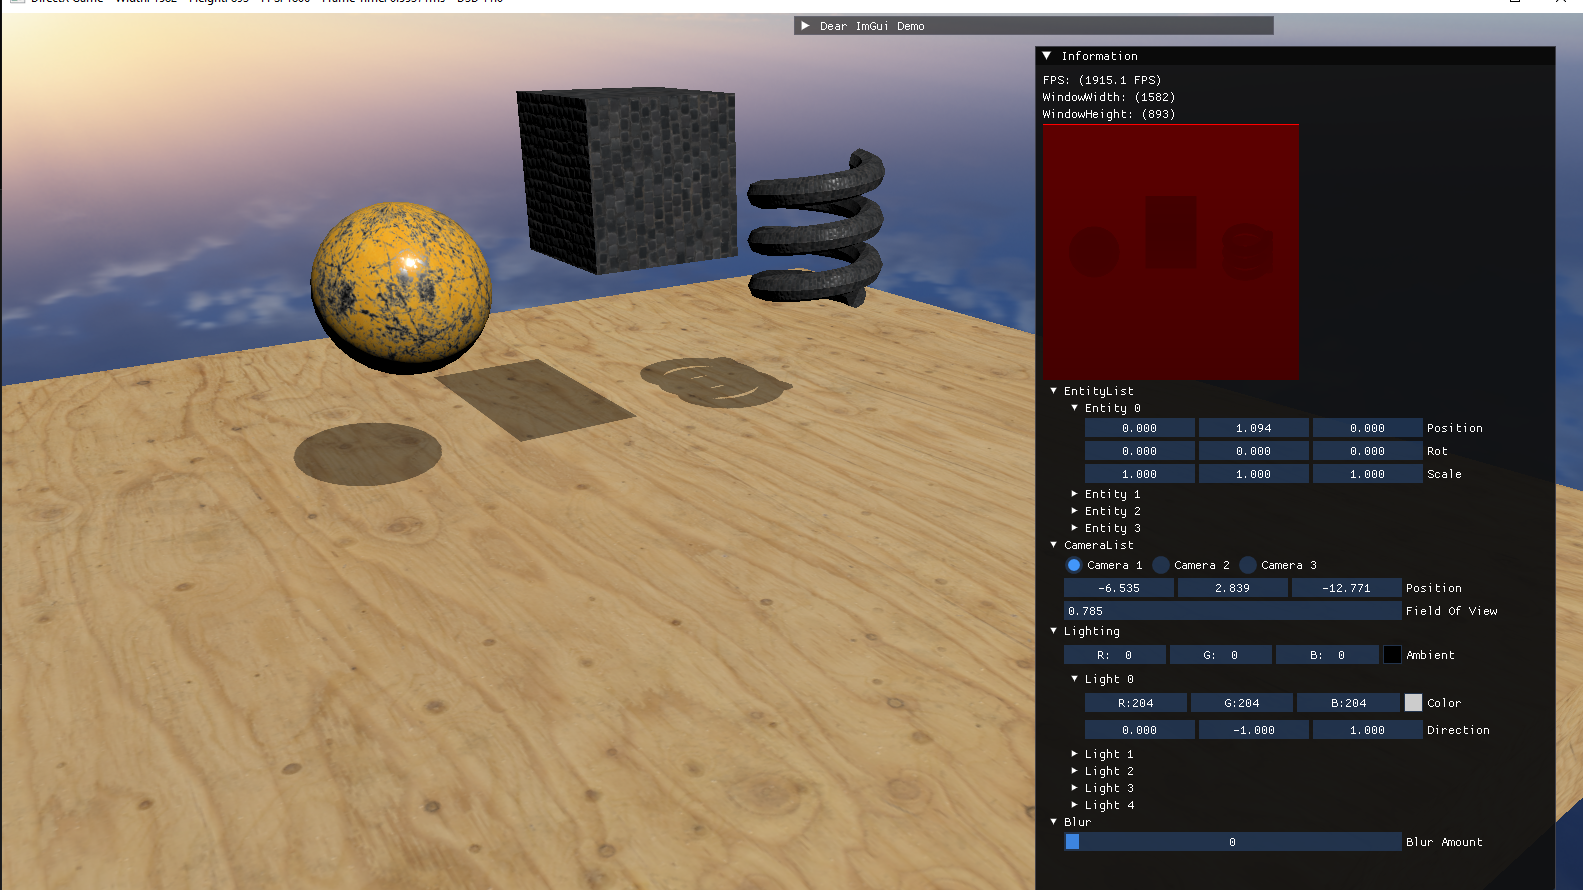 Dear ImGui Demo
Information
FPS: (1915.1 FPS)
WindowWidth: (1582)
WindowHeight: (893)
EntityList
Entity 0
0.000 1.094 0.000 Position
0.000 0.000 0.000 Rot
1.000 1.000 1.000 Scale
Entity 1
Entity 2
Entity 3
CameraList
Camera 1 Camera 2 Camera 3
-6.535 2.839 -12.771 Position
0.785 Field Of View
Lighting
R: 0 G: 0 B: 0 Ambient
Light 0
R:204 G:204 B:204 Color
0.000 -1.000 1.000 Direction
Light 1
Light 2
Light 3
Light 4
Blur
0 Blur Amount